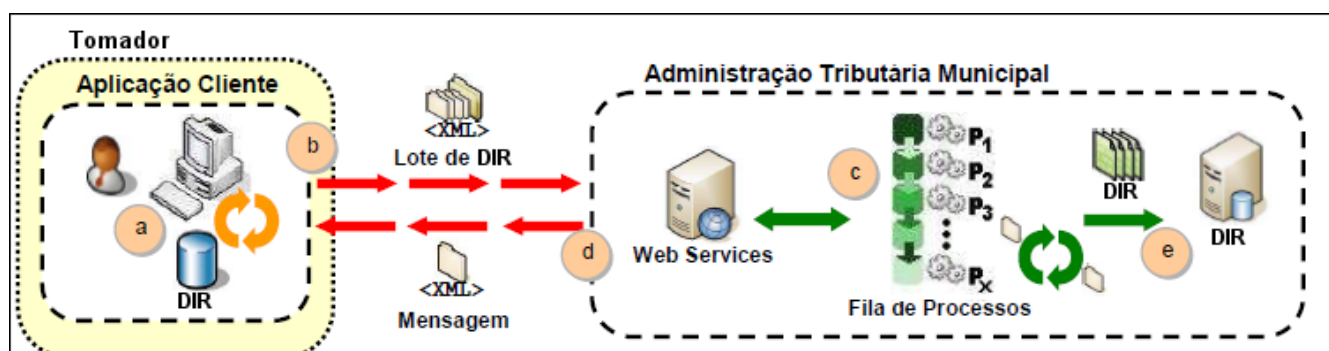 Tomador
Aplicação Cliente
a
DIR
b
<XML>
Lote de DIR
<XML>
Mensagem
Administração Tributária Municipal
d
Web Services
c
P1
P2
P3
Px
Fila de Processos
DIR
e
DIR